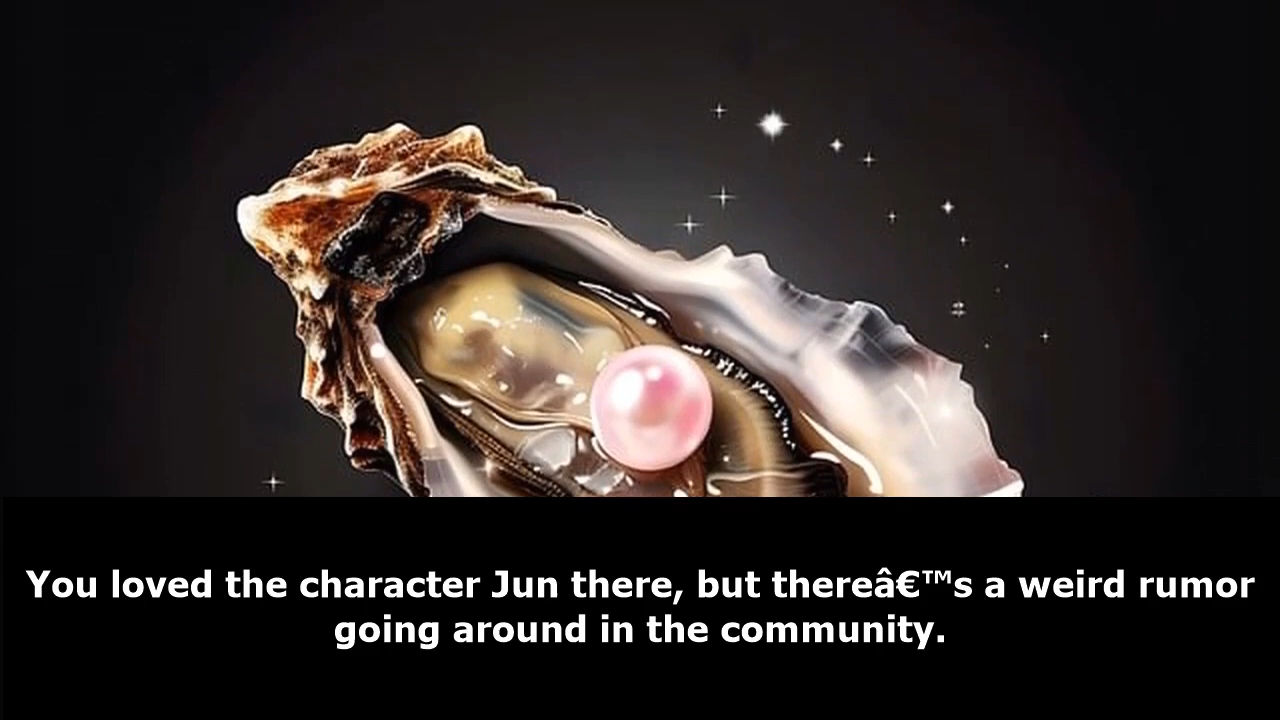 You loved the character Jun there, but thereâ€™s a weird rumor
going around in the community.